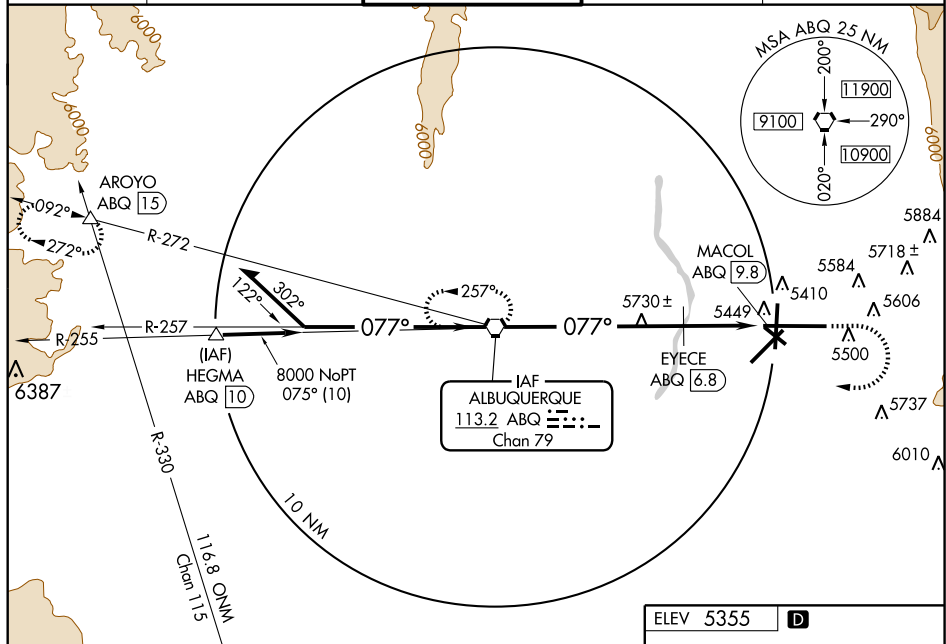 6000
6000
6000
6000
MSA ABQ 25 NM
200°
11900
9100
290°
10900
020°
AROYO
ABQ 15
092°
272°
R-272
302°
122°
257°
R-257
R-255
077°
077°
(IAF)
HEGMA
ABQ 10
8000 NoPT
075° (10)
6387
IAF
ALBUQUERQUE
113.2 ABQ
Chan 79
5730 ±
EYECE
ABQ 6.8
MACOL
ABQ 9.8
5449
5410
5584
5718 ±
5884
5606
5500
5737
6010
R-330
116.8 ONM
Chan 115
10 NM
ELEV 5355 D